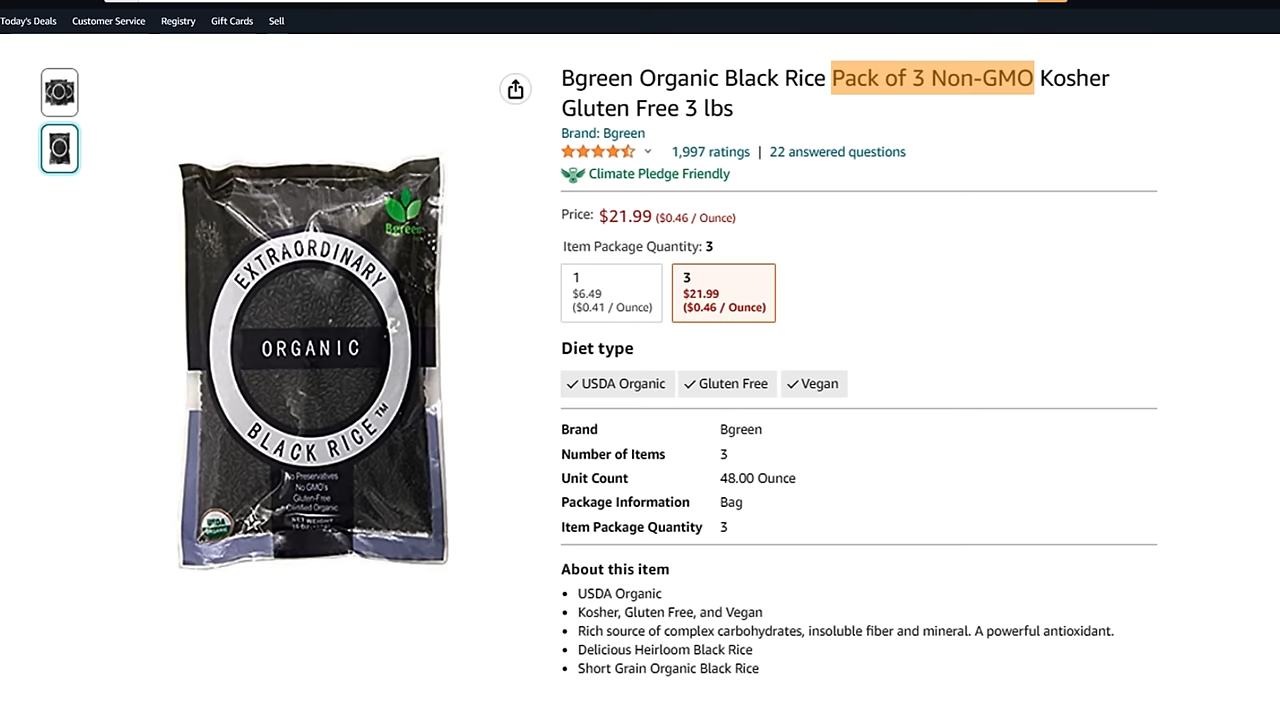 Today's Deals Customer Service Registry Gift Cards Sell
Bgreen Organic Black Rice Pack of 3 Non-GMO Kosher
Gluten Free 3 lbs
Brand: Bgreen
1,997 ratings | 22 answered questions
Climate Pledge Friendly
Price: $21.99 ($0.46 / Ounce)
Item Package Quantity: 3
1
$6.49
($0.41 / Ounce)
3
$21.99
($0.46 / Ounce)
Diet type
USDA Organic Gluten Free Vegan
Brand Bgreen
Number of Items 3
Unit Count 48.00 Ounce
Package Information Bag
Item Package Quantity 3
About this item
• USDA Organic
• Kosher, Gluten Free, and Vegan
• Rich source of complex carbohydrates, insoluble fiber and mineral. A powerful antioxidant.
• Delicious Heirloom Black Rice
• Short Grain Organic Black Rice
Bgreen
EXTRAORDINARY
ORGANIC
BLACK RICE™
No Preservatives
No GMO's
Gluten-Free
Certified Organic
NET WEIGHT
USDA
ORGANIC